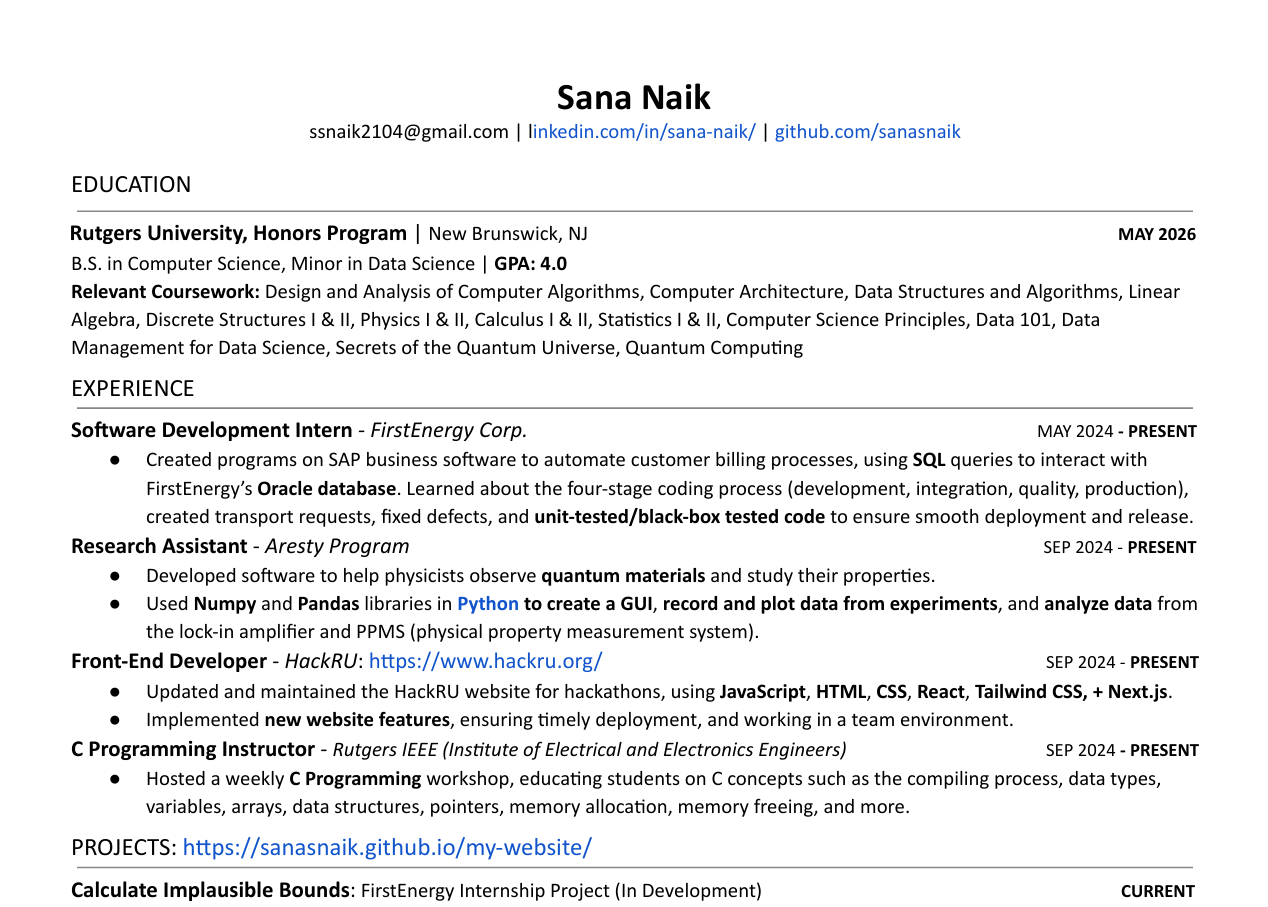 Sana Naik
ssnaik2104@gmail.com | linkedin.com/in/sana-naik/ | github.com/sanasnaik
EDUCATION
Rutgers University, Honors Program | New Brunswick, NJ MAY 2026
B.S. in Computer Science, Minor in Data Science | GPA: 4.0
Relevant Coursework: Design and Analysis of Computer Algorithms, Computer Architecture, Data Structures and Algorithms, Linear
Algebra, Discrete Structures I & II, Physics I & II, Calculus I & II, Statistics I & II, Computer Science Principles, Data 101, Data
Management for Data Science, Secrets of the Quantum Universe, Quantum Computing
EXPERIENCE
Software Development Intern - FirstEnergy Corp. MAY 2024 - PRESENT
● Created programs on SAP business software to automate customer billing processes, using SQL queries to interact with
FirstEnergy’s Oracle database. Learned about the four-stage coding process (development, integration, quality, production),
created transport requests, fixed defects, and unit-tested/black-box tested code to ensure smooth deployment and release.
Research Assistant - Aresty Program SEP 2024 - PRESENT
● Developed software to help physicists observe quantum materials and study their properties.
● Used Numpy and Pandas libraries in Python to create a GUI, record and plot data from experiments, and analyze data from
the lock-in amplifier and PPMS (physical property measurement system).
Front-End Developer - HackRU: https://www.hackru.org/ SEP 2024 - PRESENT
● Updated and maintained the HackRU website for hackathons, using JavaScript, HTML, CSS, React, Tailwind CSS, + Next.js.
● Implemented new website features, ensuring timely deployment, and working in a team environment.
C Programming Instructor - Rutgers IEEE (Institute of Electrical and Electronics Engineers) SEP 2024 - PRESENT
● Hosted a weekly C Programming workshop, educating students on C concepts such as the compiling process, data types,
variables, arrays, data structures, pointers, memory allocation, memory freeing, and more.
PROJECTS: https://sanasnaik.github.io/my-website/
Calculate Implausible Bounds: FirstEnergy Internship Project (In Development) CURRENT